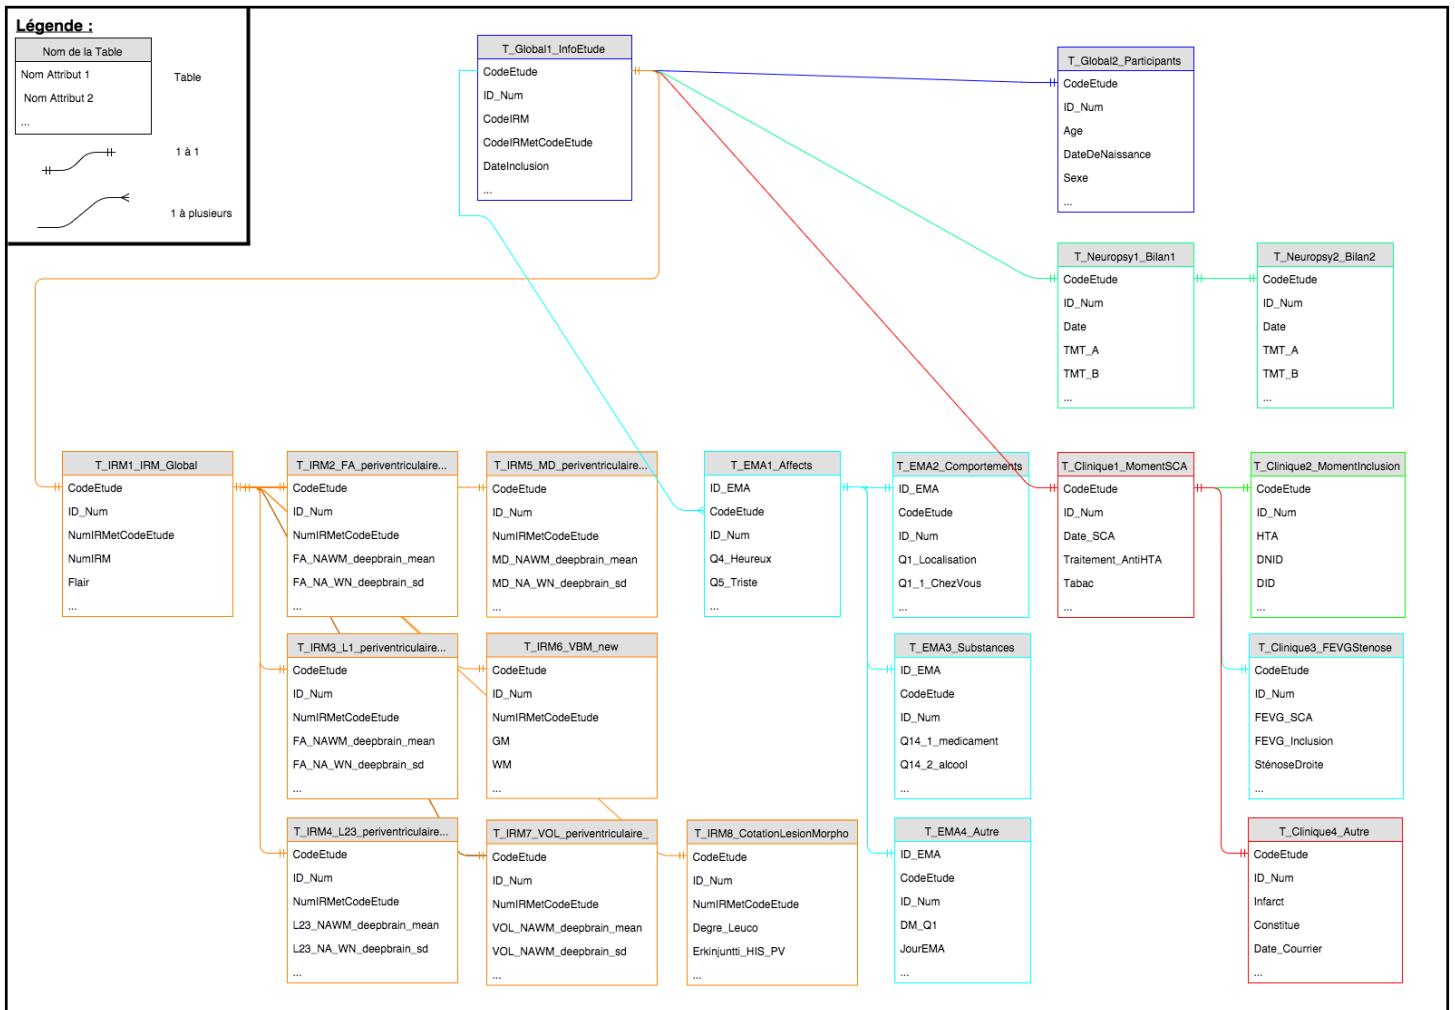 Légende :
Nom de la Table
Nom Attribut 1
Nom Attribut 2
...
Table
1 à 1
1 à plusieurs
T_Global1_InfoEtude
CodeEtude
ID_Num
CodeIRM
CodeIRMetCodeEtude
DateInclusion
...
T_Global2_Participants
CodeEtude
ID_Num
Age
DateDeNaissance
Sexe
...
T_Neuropsy1_Bilan1
CodeEtude
ID_Num
Date
TMT_A
TMT_B
...
T_Neuropsy2_Bilan2
CodeEtude
ID_Num
Date
TMT_A
TMT_B
...
T_IRM1_IRM_Global
CodeEtude
ID_Num
NumIRMetCodeEtude
NumIRM
Flair
...
T_IRM2_FA_periventriculaire...
CodeEtude
ID_Num
NumIRMetCodeEtude
FA_NAWM_deepbrain_mean
FA_NA_WN_deepbrain_sd
...
T_IRM5_MD_periventriculaire...
CodeEtude
ID_Num
NumIRMetCodeEtude
MD_NAWM_deepbrain_mean
MD_NA_WN_deepbrain_sd
...
T_EMA1_Affects
ID_EMA
CodeEtude
ID_Num
Q4_Heureux
Q5_Triste
...
T_EMA2_Comportements
ID_EMA
CodeEtude
ID_Num
Q1_Localisation
Q1_1_ChezVous
...
T_Clinique1_MomentSCA
CodeEtude
ID_Num
Date_SCA
Traitement_AntiHTA
Tabac
...
T_Clinique2_MomentInclusion
CodeEtude
ID_Num
HTA
DNID
DID
...
T_IRM3_L1_periventriculaire...
CodeEtude
ID_Num
NumIRMetCodeEtude
FA_NAWM_deepbrain_mean
FA_NA_WN_deepbrain_sd
...
T_IRM6_VBM_new
CodeEtude
ID_Num
NumIRMetCodeEtude
GM
WM
...
T_EMA3_Substances
ID_EMA
CodeEtude
ID_Num
Q14_1_medicament
Q14_2_alcool
...
T_Clinique3_FEVGStenose
CodeEtude
ID_Num
FEVG_SCA
FEVG_Inclusion
SténoseDroite
...
T_IRM4_L23_periventriculaire...
CodeEtude
ID_Num
NumIRMetCodeEtude
L23_NAWM_deepbrain_mean
L23_NA_WN_deepbrain_sd
...
T_IRM7_VOL_periventriculaire_
CodeEtude
ID_Num
NumIRMetCodeEtude
VOL_NAWM_deepbrain_mean
VOL_NAWM_deepbrain_sd
...
T_IRM8_CotationLesionMorpho
CodeEtude
ID_Num
NumIRMetCodeEtude
Degre_Leuco
Erkinjuntti_HIS_PV
...
T_EMA4_Autre
ID_EMA
CodeEtude
ID_Num
DM_Q1
JourEMA
...
T_Clinique4_Autre
CodeEtude
ID_Num
Infarct
Constitue
Date_Courrier
...